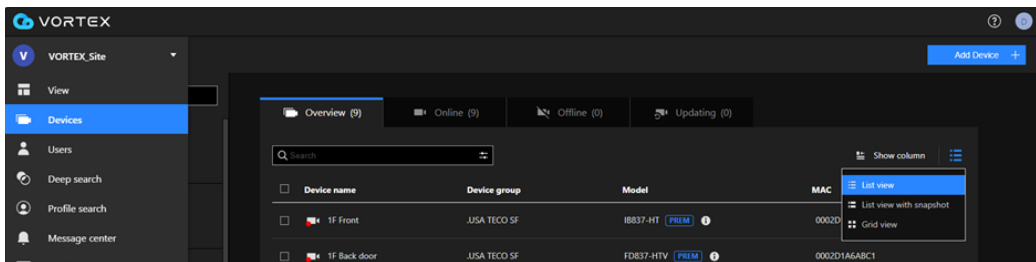 VORTEX
?
D
V VORTEX_Site
Add Device +
View
Overview (9) Online (9) Offline (0) Updating (0)
Devices
Users
Search
Show column
Deep search
Device name Device group Model MAC
List view
List view with snapshot
Grid view
Profile search
1F Front .USA TECO SF IB837-HT PREM 0002D
Message center
1F Back door .USA TECO SF FD837-HTV PREM 0002D1A6ABC1